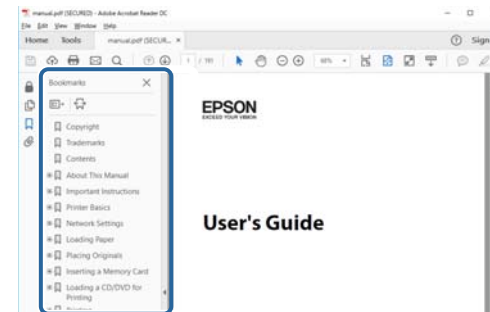 manual.pdf (SECURED) - Adobe Acrobat Reader DC
File Edit View Window Help
Home Tools manual.pdf (SECUR... × Sign
1 /
Bookmarks
Copyright
Trademarks
Contents
About This Manual
Important Instructions
Printer Basics
Network Settings
Loading Paper
Placing Originals
Inserting a Memory Card
Loading a CD/DVD for
Printing
EPSON
EXCEED YOUR VISION
User's Guide